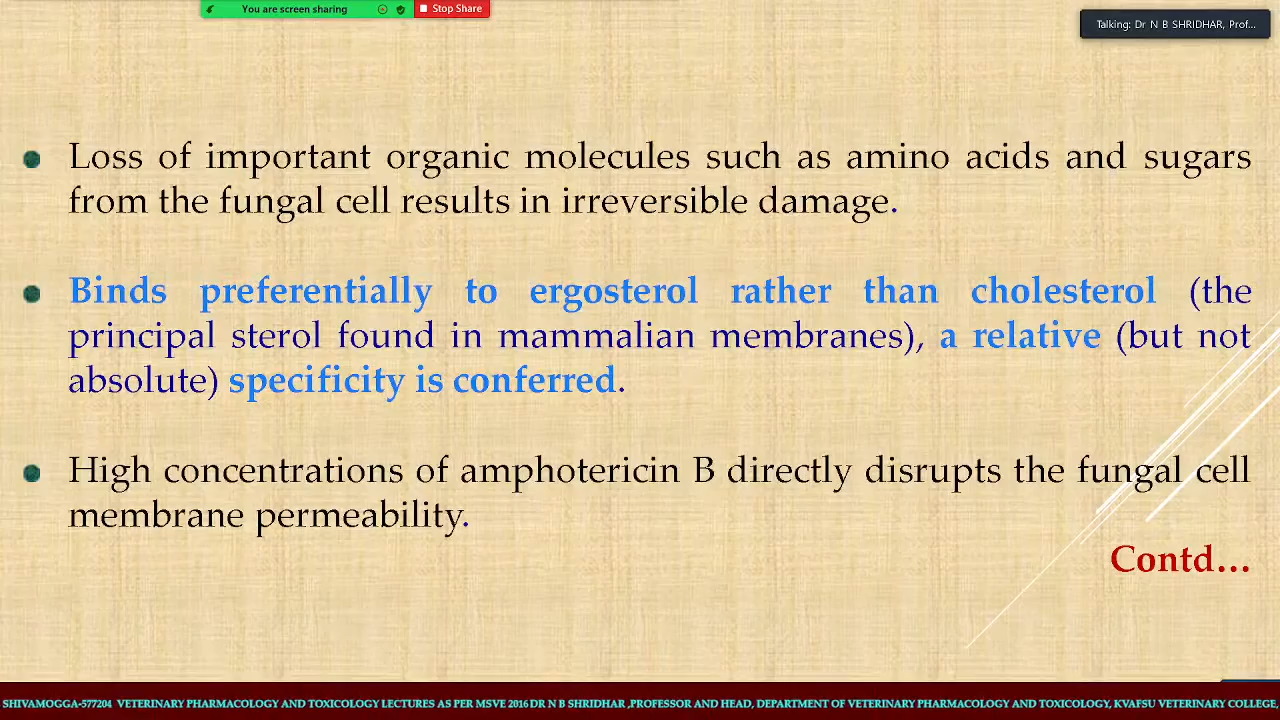 You are screen sharing
Stop Share
Talking: Dr N B SHRIDHAR, Prof...
Loss of important organic molecules such as amino acids and sugars
from the fungal cell results in irreversible damage.
Binds preferentially to ergosterol rather than cholesterol (the
principal sterol found in mammalian membranes), a relative (but not
absolute) specificity is conferred.
High concentrations of amphotericin B directly disrupts the fungal cell
membrane permeability.
Contd...
SHIVAMOGGA-577204 VETERINARY PHARMACOLOGY AND TOXICOLOGY LECTURES AS PER MSVE 2016 DR N B SHRIDHAR ,PROFESSOR AND HEAD, DEPARTMENT OF VETERINARY PHARMACOLOGY AND TOXICOLOGY, KVAFSU VETERINARY COLLEGE,